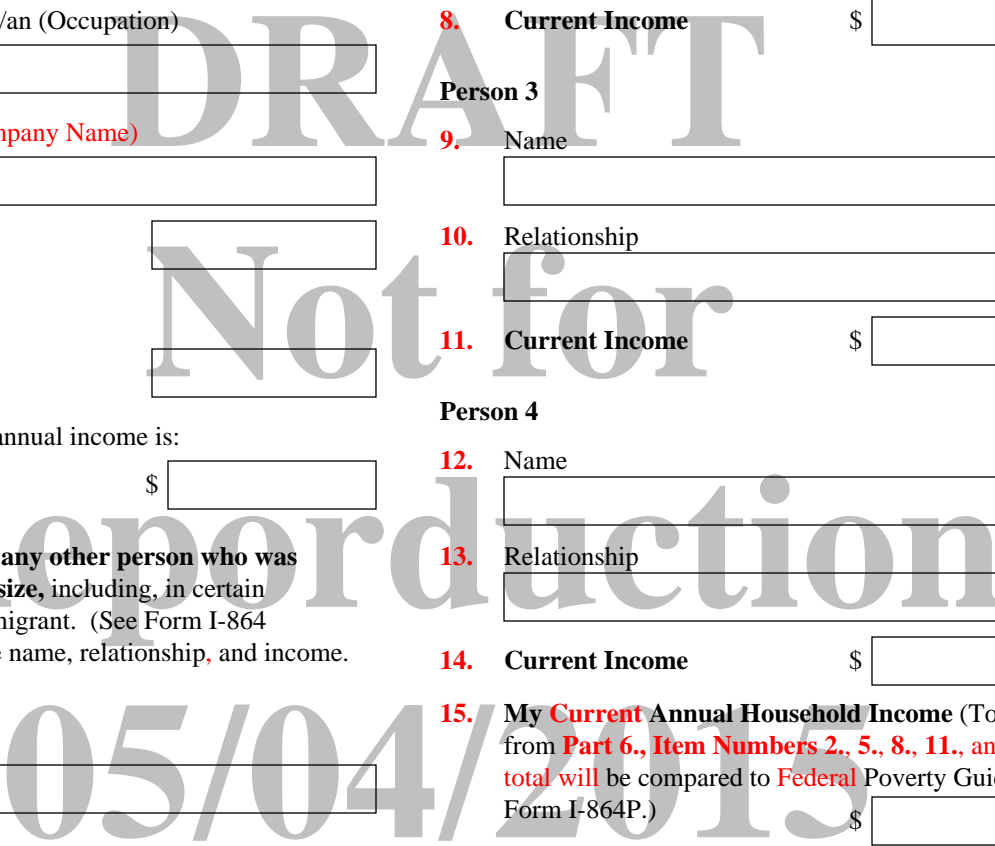 /an (Occupation)
mpany Name)
annual income is:
$
any other person who was
size, including, in certain
migrant. (See Form I-864
name, relationship, and income.
8. Current Income $
Person 3
9. Name
10. Relationship
11. Current Income $
Person 4
12. Name
13. Relationship
14. Current Income $
15. My Current Annual Household Income (To
from Part 6., Item Numbers 2., 5., 8., 11., an
total will be compared to Federal Poverty Gui
Form I-864P.)
$
DRAFT
Not for
eporduction
05/04/2015